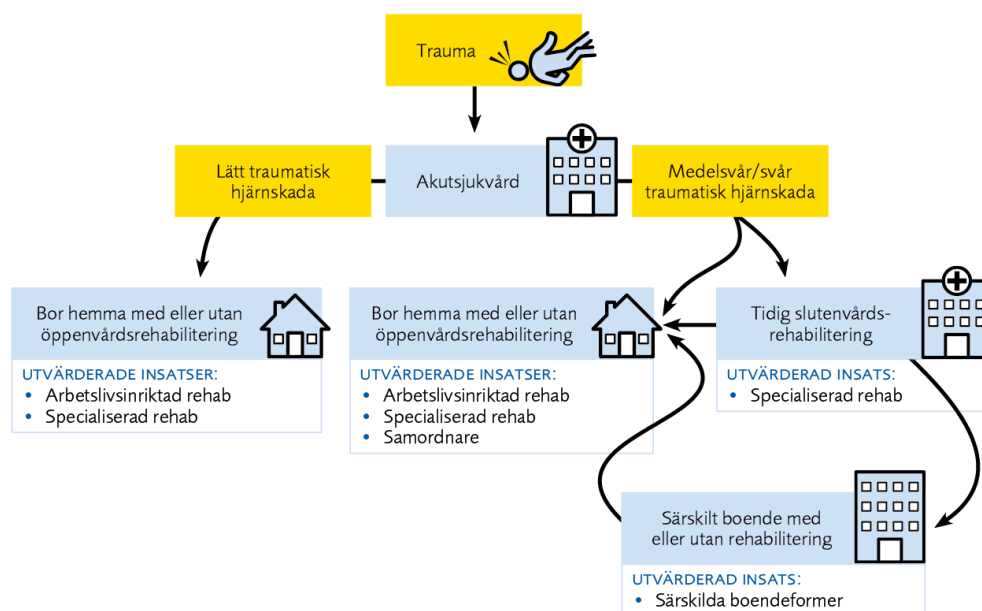 Trauma
Lätt traumatisk
hjärnskada
Akutsjukvård
Medelsvår/svår
traumatisk hjärnskada
Bor hemma med eller utan
öppenvårdsrehabilitering
UTVÄRDERADE INSATSER:
• Arbetslivsinriktad rehab
• Specialiserad rehab
Bor hemma med eller utan
öppenvårdsrehabilitering
UTVÄRDERADE INSATSER:
• Arbetslivsinriktad rehab
• Specialiserad rehab
• Samordnare
Tidig slutenvårds-
rehabilitering
UTVÄRDERAD INSATS:
• Specialiserad rehab
Särskilt boende med
eller utan rehabilitering
UTVÄRDERAD INSATS:
• Särskilda boendeformer